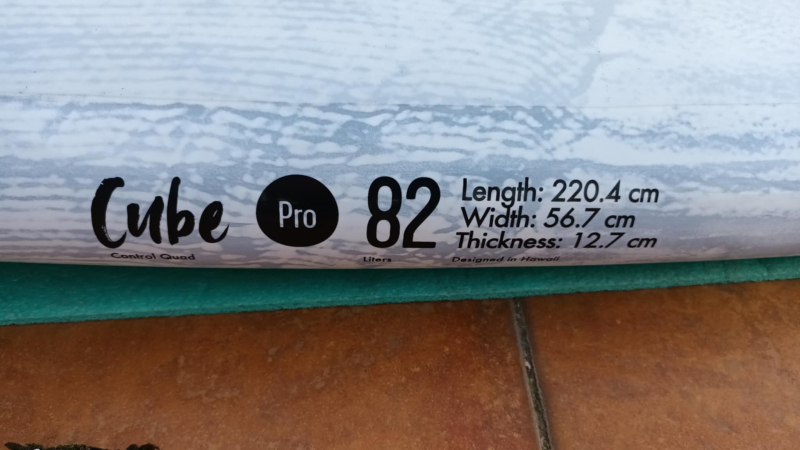 Cube Pro 82
Length: 220.4 cm
Width: 56.7 cm
Thickness: 12.7 cm
Control Quad Liters Designed in Hawaii